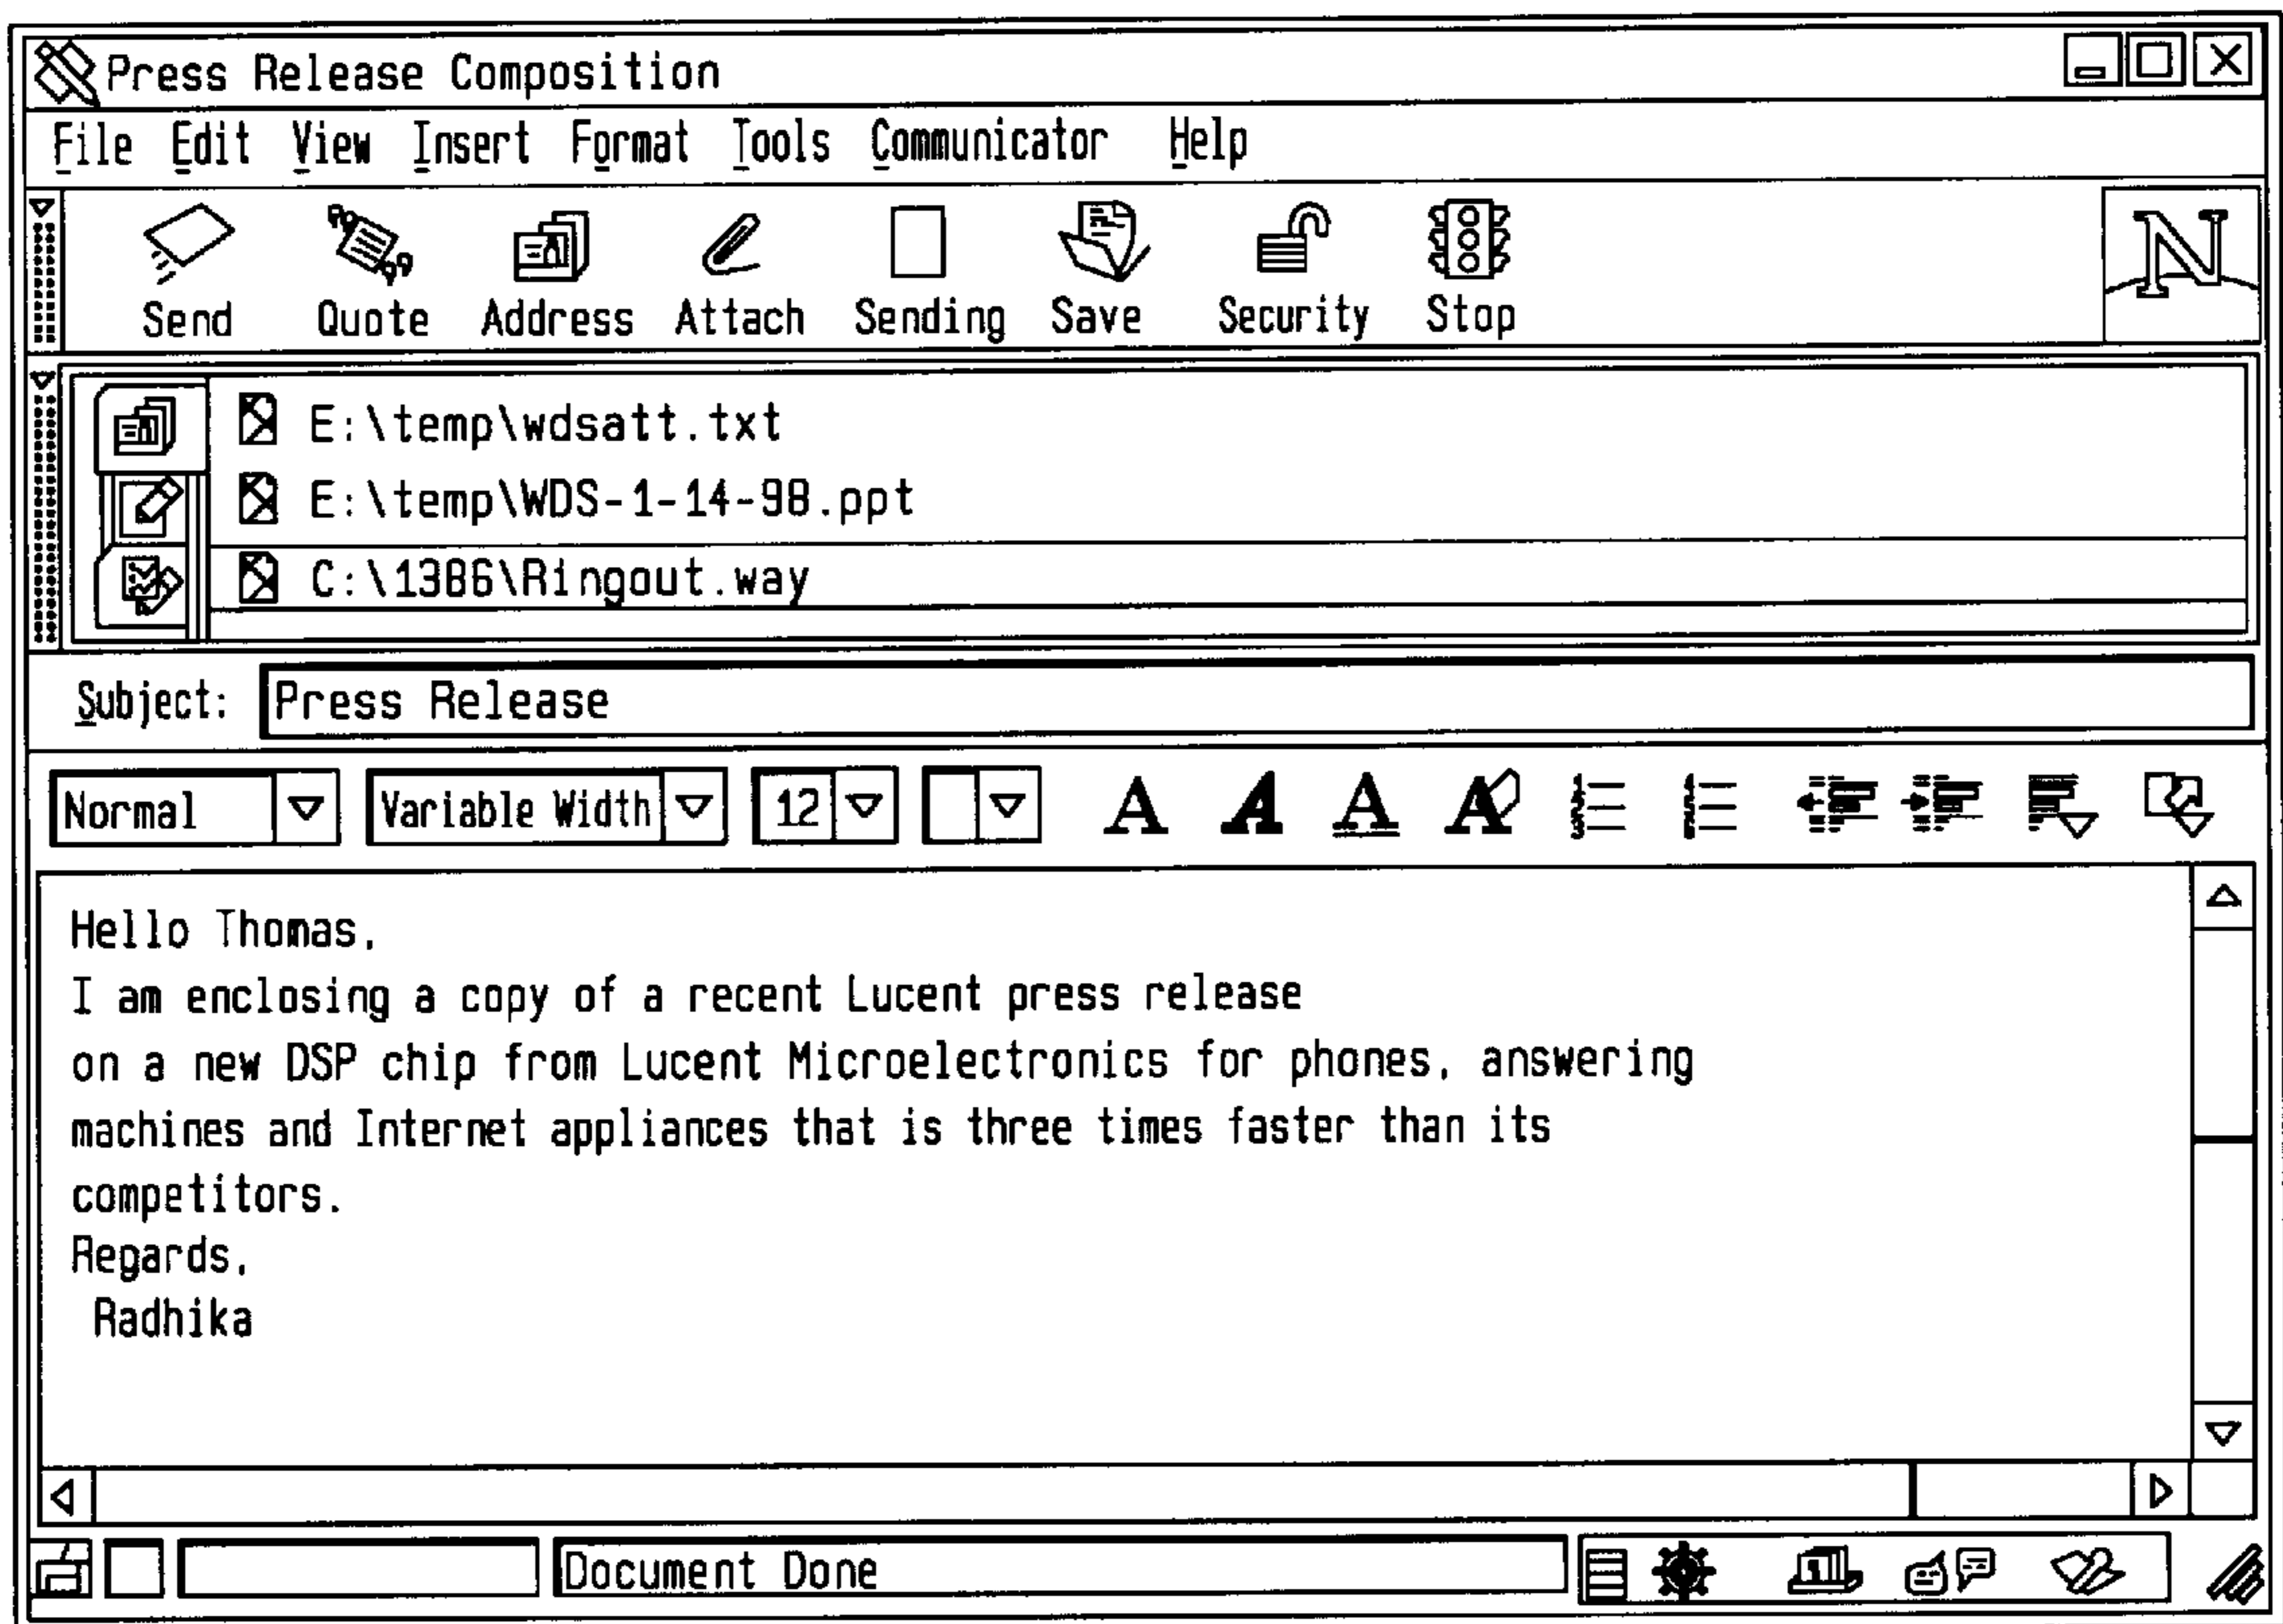 Press Release Composition
File Edit View Insert Format Tools Communicator Help
N
Send Quote Address Attach Sending Save Security Stop
E:\temp\wdsatt.txt
E:\temp\WDS-1-14-98.ppt
C:\1386\Ringout.way
Subject: Press Release
Normal Variable Width 12 A A A A
Hello Thomas,
I am enclosing a copy of a recent Lucent press release
on a new DSP chip from Lucent Microelectronics for phones, answering
machines and Internet appliances that is three times faster than its
competitors.
Regards,
Radhika
Document Done